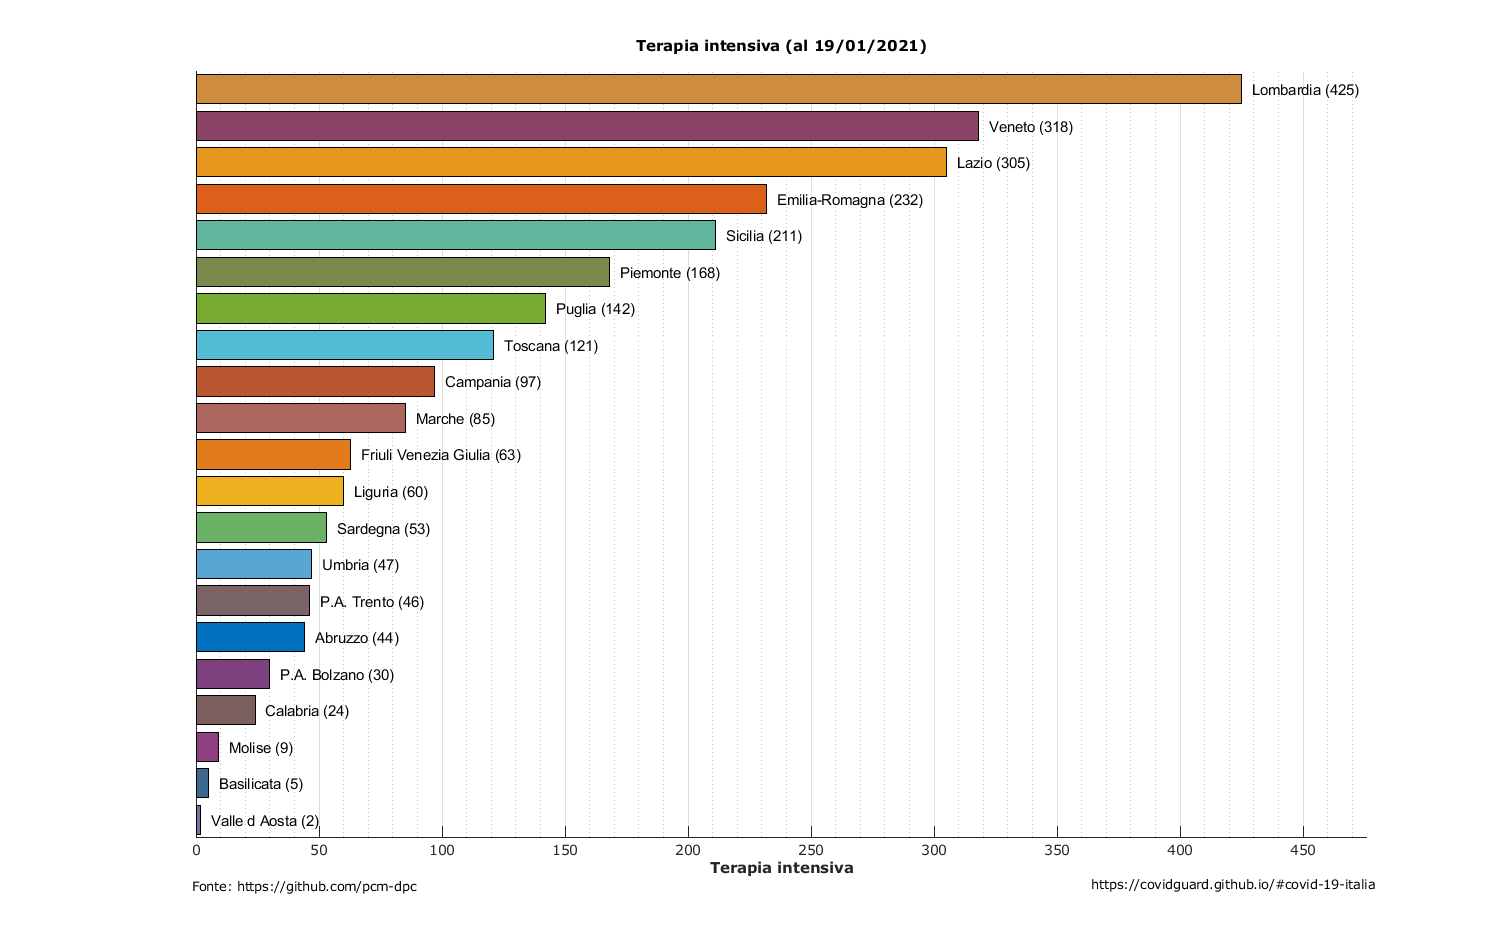 Terapia intensiva (al 19/01/2021)
Lombardia (425)
Veneto (318)
Lazio (305)
Emilia-Romagna (232)
Sicilia (211)
Piemonte (168)
Puglia (142)
Toscana (121)
Campania (97)
Marche (85)
Friuli Venezia Giulia (63)
Liguria (60)
Sardegna (53)
Umbria (47)
P.A. Trento (46)
Abruzzo (44)
P.A. Bolzano (30)
Calabria (24)
Molise (9)
Basilicata (5)
Valle d Aosta (2)
0 50 100 150 200 250 300 350 400 450
Terapia intensiva
Fonte: https://github.com/pcm-dpc
https://covidguard.github.io/#covid-19-italia